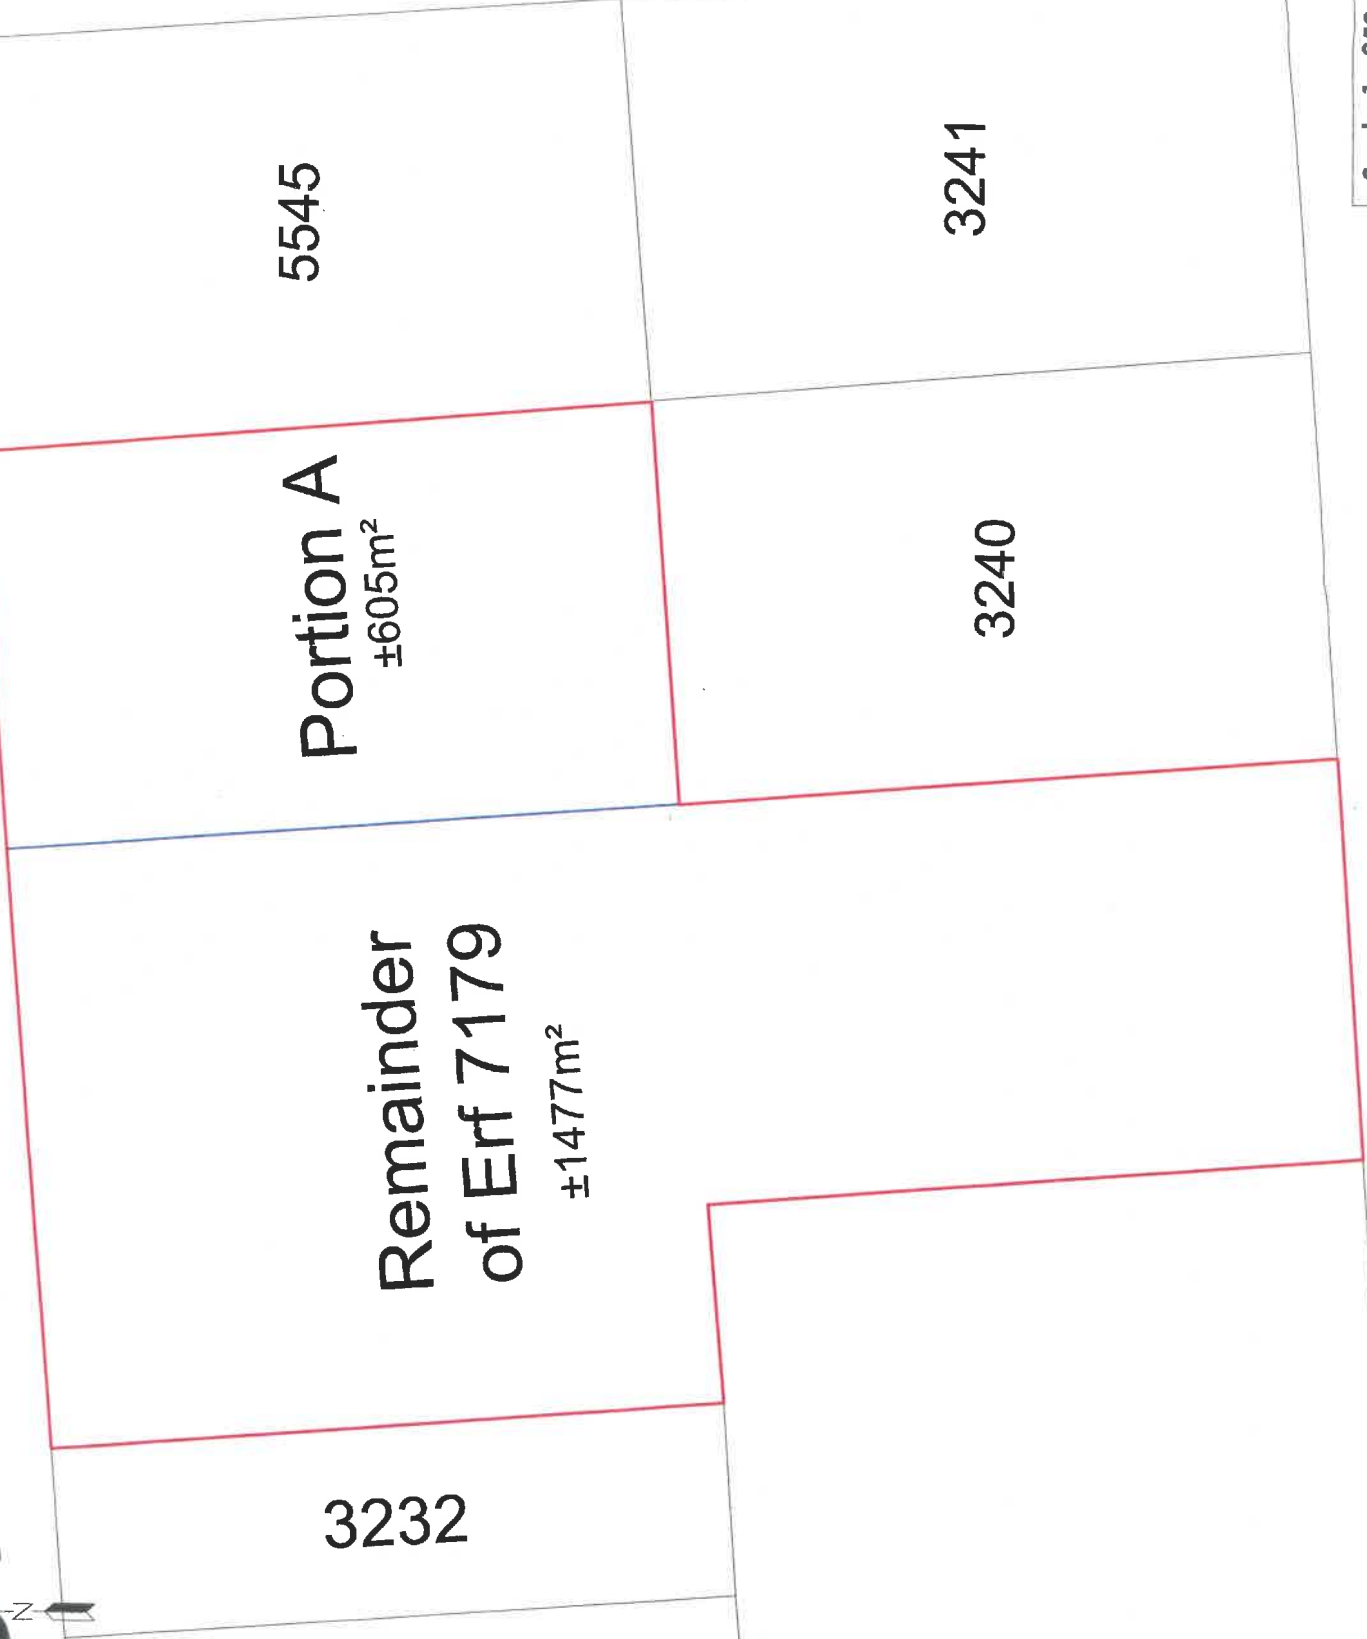 5545
3241
Portion A
±605m²
3240
Remainder
of Erf 7179
±1477m²
3232
N